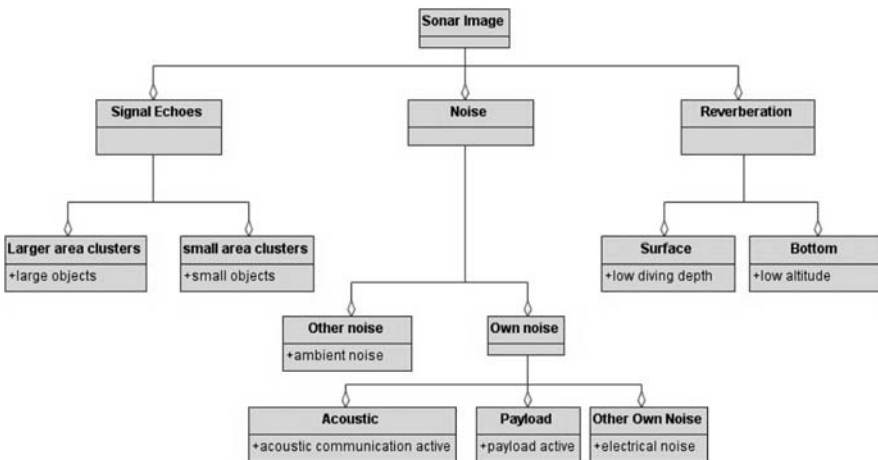 Sonar Image
Signal Echoes
Noise
Reverberation
Larger area clusters
+large objects
small area clusters
+small objects
Surface
+low diving depth
Bottom
+low altitude
Other noise
+ambient noise
Own noise
Acoustic
+acoustic communication active
Payload
+payload active
Other Own Noise
+electrical noise